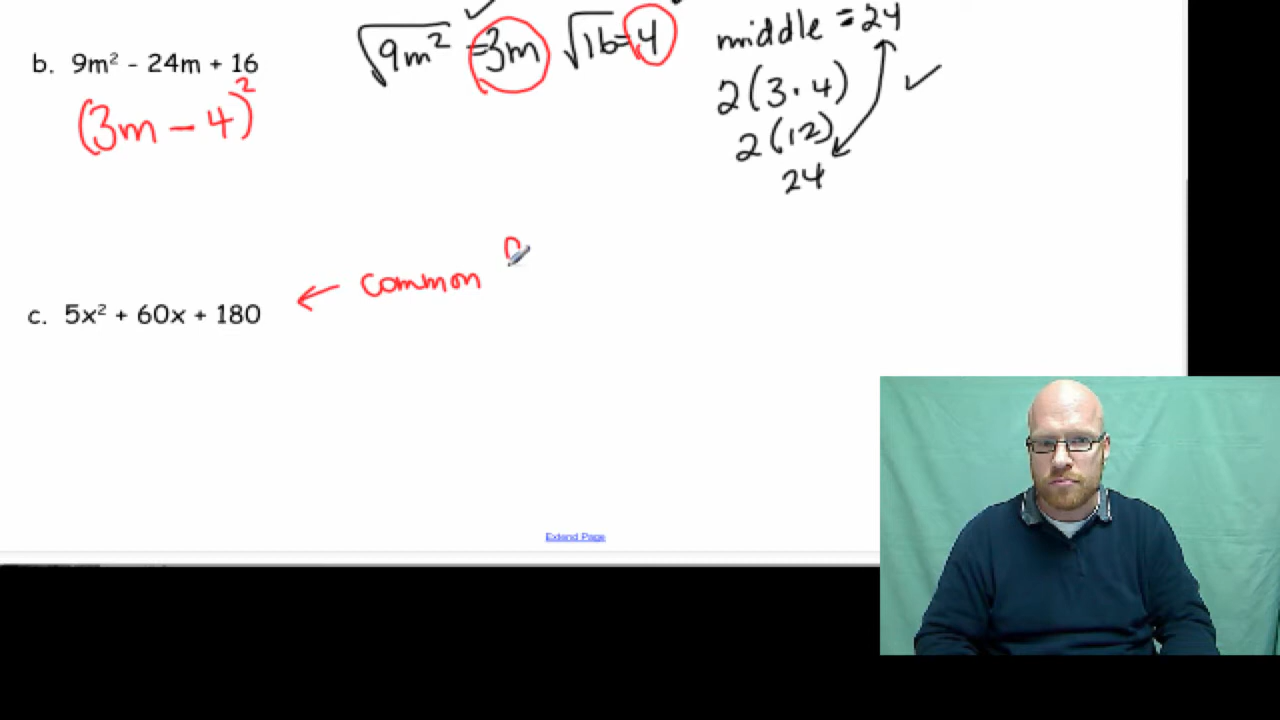 √9m² = 3m √16 = 4
middle = 24
b. 9m² - 24m + 16
2(3·4)
(3m - 4)²
2(12)
24
← common
c. 5x² + 60x + 180
Extend Page